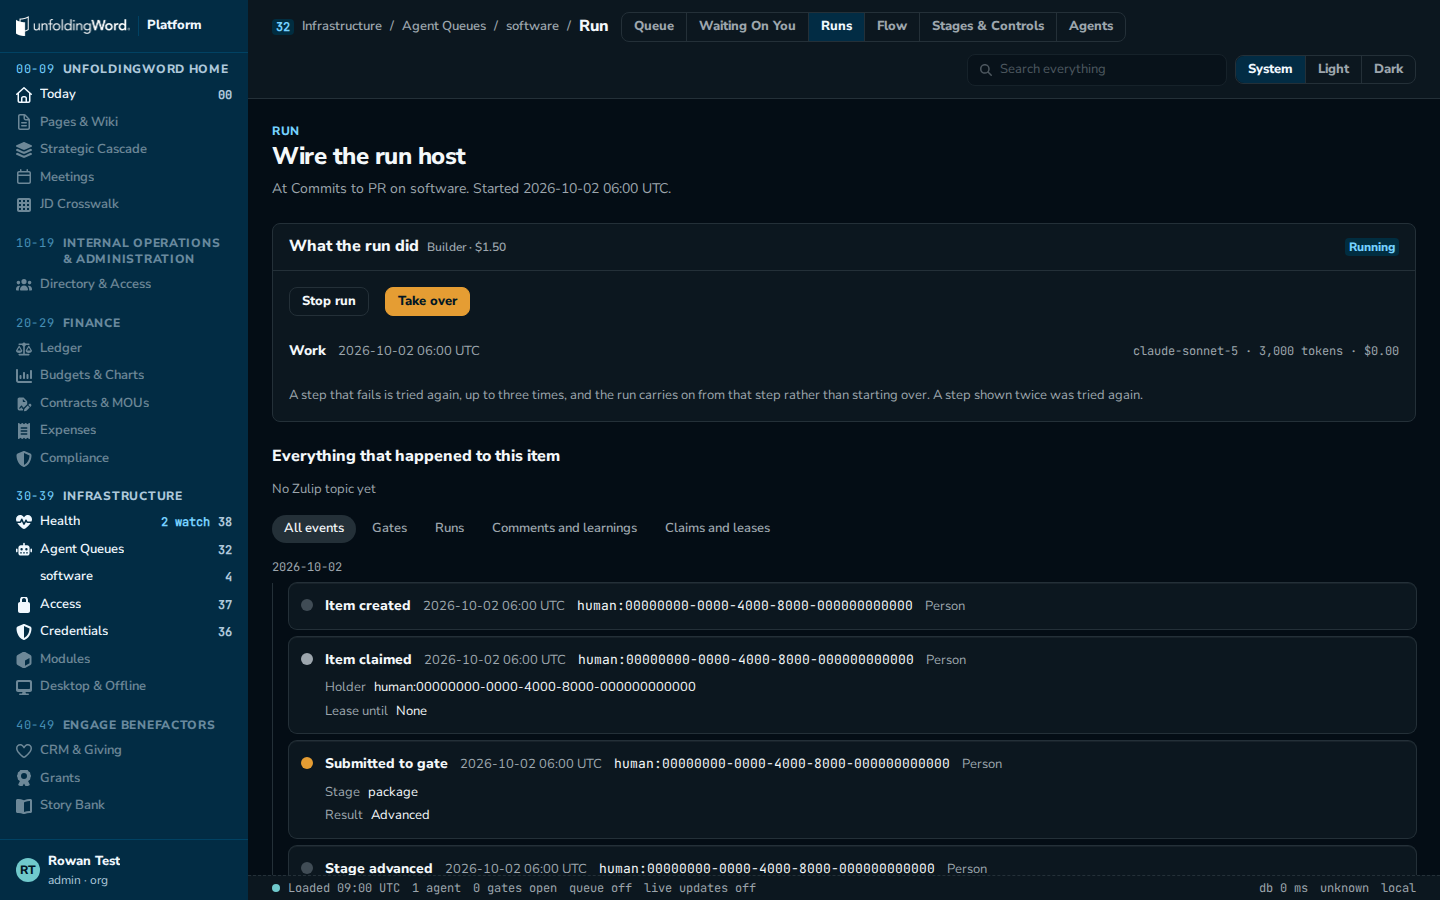 unfoldingWord. Platform
00-09 UNFOLDINGWORD HOME
Today 00
Pages & Wiki
Strategic Cascade
Meetings
JD Crosswalk
10-19 INTERNAL OPERATIONS
& ADMINISTRATION
Directory & Access
20-29 FINANCE
Ledger
Budgets & Charts
Contracts & MOUs
Expenses
Compliance
30-39 INFRASTRUCTURE
Health 2 watch 38
Agent Queues 32
software 4
Access 37
Credentials 36
Modules
Desktop & Offline
40-49 ENGAGE BENEFACTORS
CRM & Giving
Grants
Story Bank
RT Rowan Test
admin · org
32 Infrastructure / Agent Queues / software / Run Queue Waiting On You Runs Flow Stages & Controls Agents
Search everything System Light Dark
RUN
Wire the run host
At Commits to PR on software. Started 2026-10-02 06:00 UTC.
What the run did Builder · $1.50 Running
Stop run Take over
Work 2026-10-02 06:00 UTC claude-sonnet-5 · 3,000 tokens · $0.00
A step that fails is tried again, up to three times, and the run carries on from that step rather than starting over. A step shown twice was tried again.
Everything that happened to this item
No Zulip topic yet
All events Gates Runs Comments and learnings Claims and leases
2026-10-02
Item created 2026-10-02 06:00 UTC human:00000000-0000-4000-8000-000000000000 Person
Item claimed 2026-10-02 06:00 UTC human:00000000-0000-4000-8000-000000000000 Person
Holder human:00000000-0000-4000-8000-000000000000
Lease until None
Submitted to gate 2026-10-02 06:00 UTC human:00000000-0000-4000-8000-000000000000 Person
Stage package
Result Advanced
Stage advanced 2026-10-02 06:00 UTC human:00000000-0000-4000-8000-000000000000 Person
Loaded 09:00 UTC 1 agent 0 gates open queue off live updates off db 0 ms unknown local